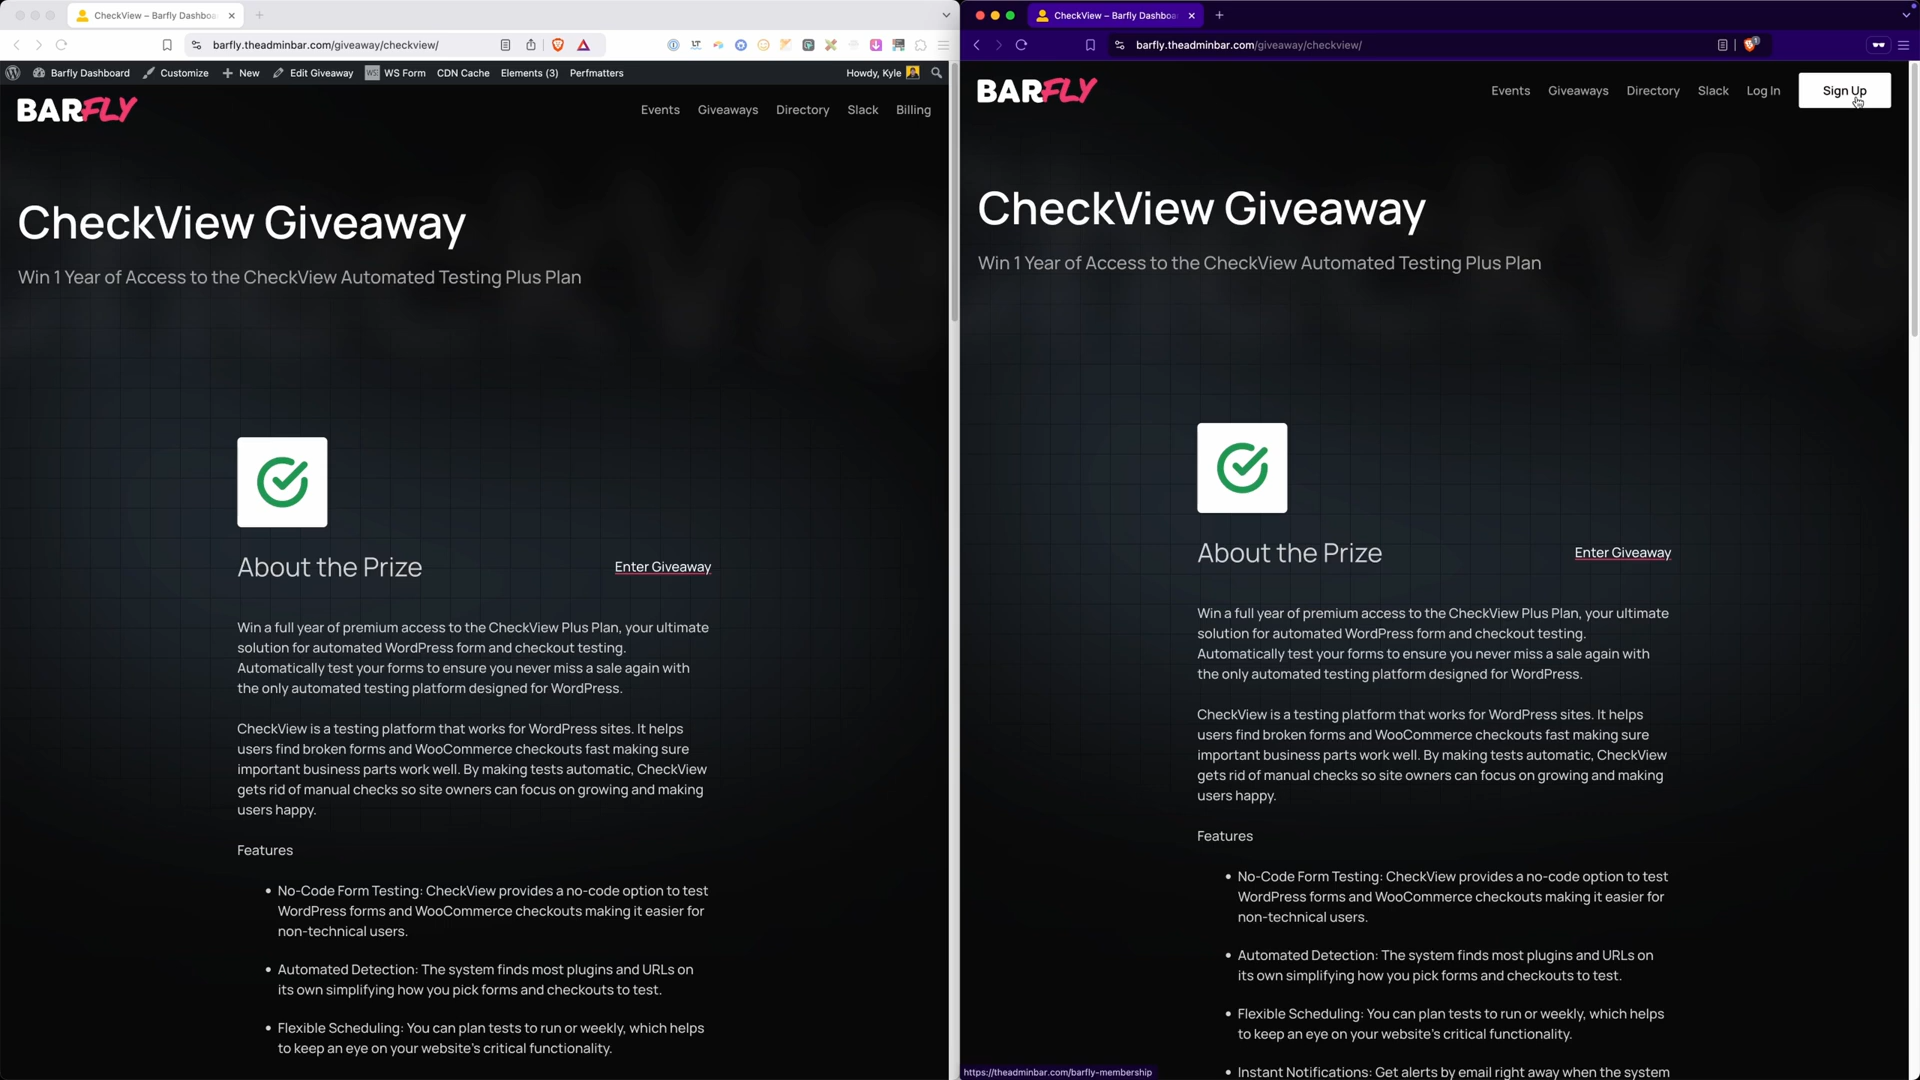 CheckView – Barfly Dashboa
barfly.theadminbar.com/giveaway/checkview/
Barfly Dashboard
Customize
New
Edit Giveaway
WS Form
CDN Cache
Elements (3)
Perfmatters
Howdy, Kyle
BARFLY
Events
Giveaways
Directory
Slack
Billing
CheckView Giveaway
Win 1 Year of Access to the CheckView Automated Testing Plus Plan
About the Prize
Enter Giveaway
Win a full year of premium access to the CheckView Plus Plan, your ultimate
solution for automated WordPress form and checkout testing.
Automatically test your forms to ensure you never miss a sale again with
the only automated testing platform designed for WordPress.
CheckView is a testing platform that works for WordPress sites. It helps
users find broken forms and WooCommerce checkouts fast making sure
important business parts work well. By making tests automatic, CheckView
gets rid of manual checks so site owners can focus on growing and making
users happy.
Features
• No-Code Form Testing: CheckView provides a no-code option to test
WordPress forms and WooCommerce checkouts making it easier for
non-technical users.
• Automated Detection: The system finds most plugins and URLs on
its own simplifying how you pick forms and checkouts to test.
• Flexible Scheduling: You can plan tests to run or weekly, which helps
to keep an eye on your website's critical functionality.
CheckView – Barfly Dashboa
barfly.theadminbar.com/giveaway/checkview/
BARFLY
Events
Giveaways
Directory
Slack
Log In
Sign Up
CheckView Giveaway
Win 1 Year of Access to the CheckView Automated Testing Plus Plan
About the Prize
Enter Giveaway
Win a full year of premium access to the CheckView Plus Plan, your ultimate
solution for automated WordPress form and checkout testing.
Automatically test your forms to ensure you never miss a sale again with
the only automated testing platform designed for WordPress.
CheckView is a testing platform that works for WordPress sites. It helps
users find broken forms and WooCommerce checkouts fast making sure
important business parts work well. By making tests automatic, CheckView
gets rid of manual checks so site owners can focus on growing and making
users happy.
Features
• No-Code Form Testing: CheckView provides a no-code option to test
WordPress forms and WooCommerce checkouts making it easier for
non-technical users.
• Automated Detection: The system finds most plugins and URLs on
its own simplifying how you pick forms and checkouts to test.
• Flexible Scheduling: You can plan tests to run or weekly, which helps
to keep an eye on your website's critical functionality.
• Instant Notifications: Get alerts by email right away when the system
https://theadminbar.com/barfly-membership